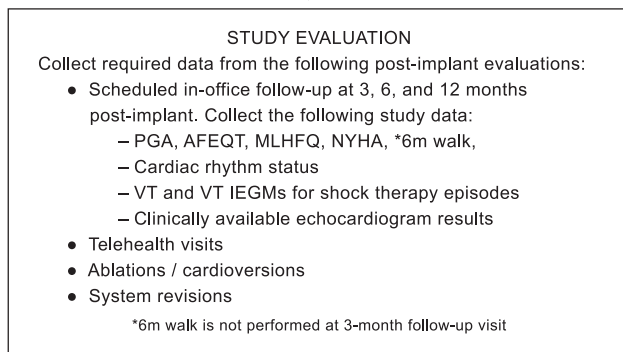 STUDY EVALUATION
Collect required data from the following post-implant evaluations:
● Scheduled in-office follow-up at 3, 6, and 12 months
post-implant. Collect the following study data:
– PGA, AFEQT, MLHFQ, NYHA, *6m walk,
– Cardiac rhythm status
– VT and VT IEGMs for shock therapy episodes
– Clinically available echocardiogram results
● Telehealth visits
● Ablations / cardioversions
● System revisions
*6m walk is not performed at 3-month follow-up visit